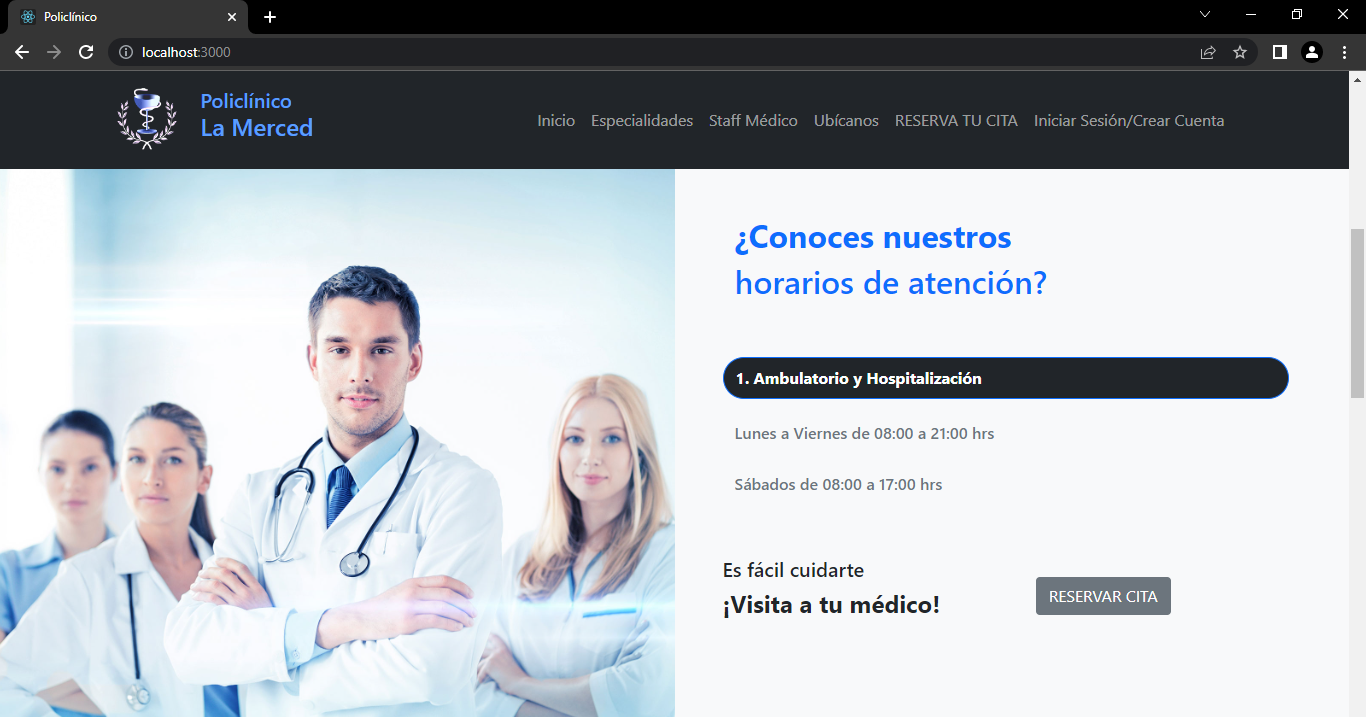 Policlínico
localhost:3000
Policlínico
La Merced
Inicio Especialidades Staff Médico Ubícanos RESERVA TU CITA Iniciar Sesión/Crear Cuenta
¿Conoces nuestros
horarios de atención?
1. Ambulatorio y Hospitalización
Lunes a Viernes de 08:00 a 21:00 hrs
Sábados de 08:00 a 17:00 hrs
Es fácil cuidarte
¡Visita a tu médico!
RESERVAR CITA